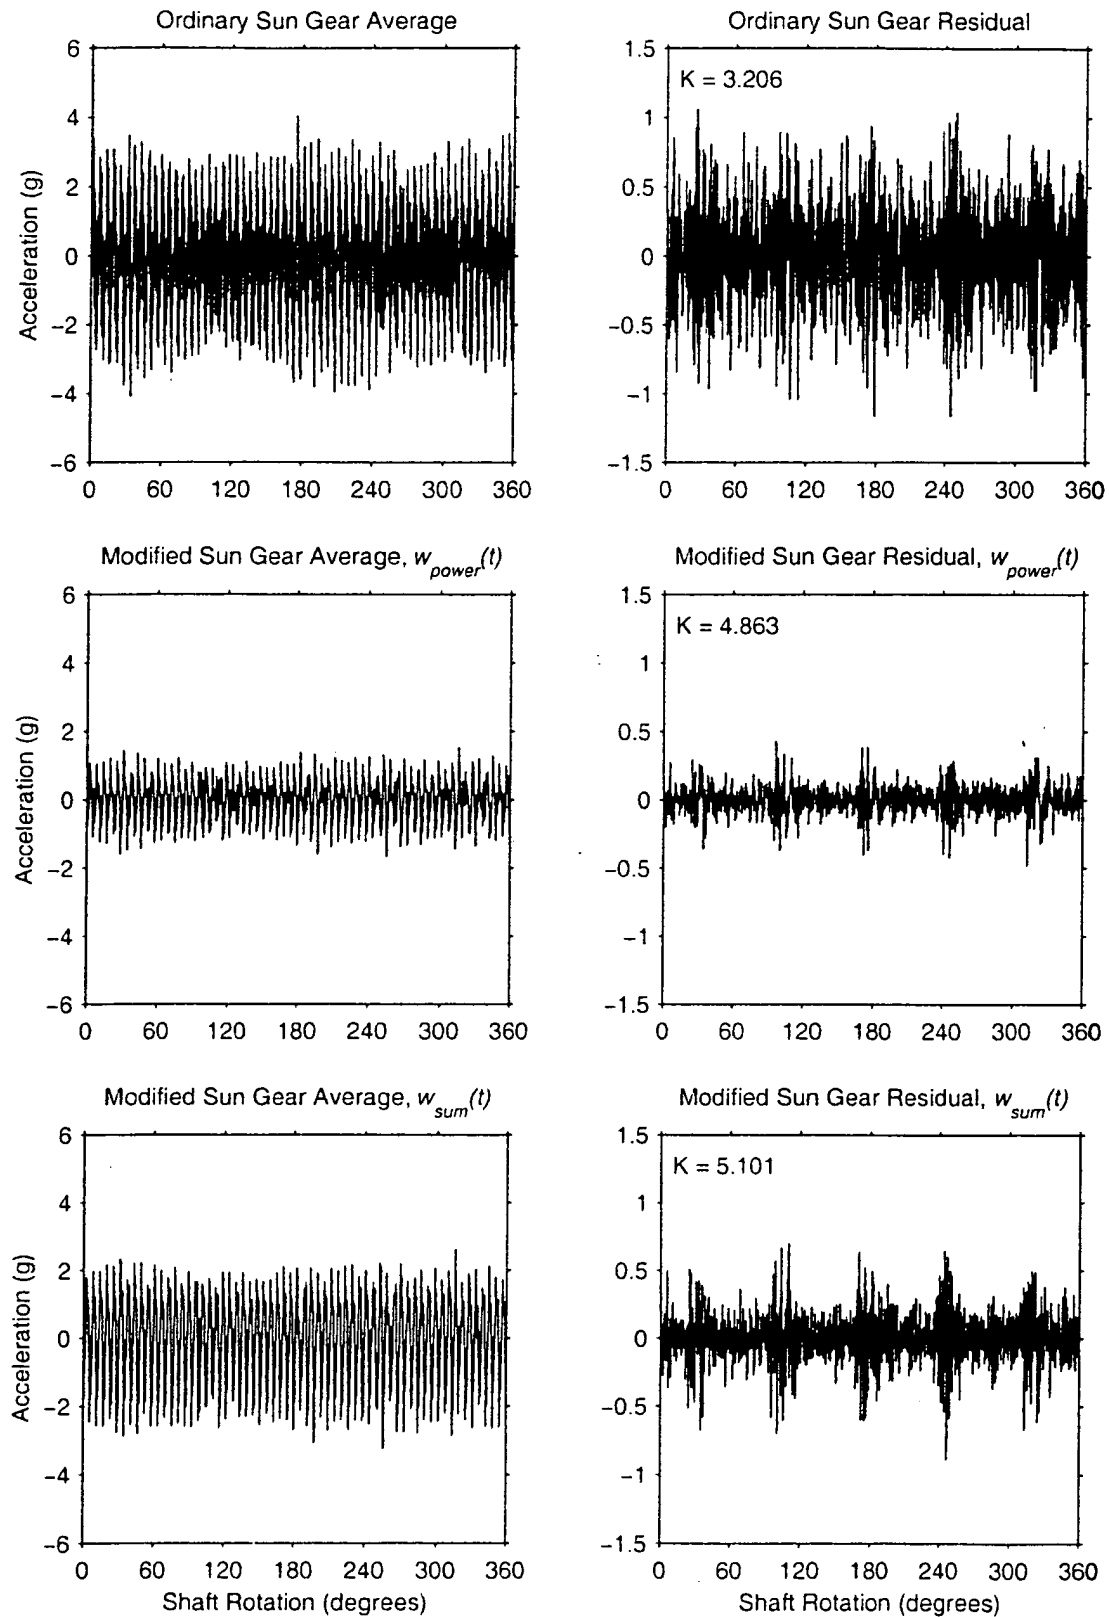 Ordinary Sun Gear Average
6
4
2
0
−2
−4
−6
Acceleration (g)
0 60 120 180 240 300 360
Ordinary Sun Gear Residual
K = 3.206
1.5
1
0.5
0
−0.5
−1
−1.5
0 60 120 180 240 300 360
Modified Sun Gear Average, w_power(t)
6
4
2
0
−2
−4
−6
Acceleration (g)
0 60 120 180 240 300 360
Modified Sun Gear Residual, w_power(t)
K = 4.863
1.5
1
0.5
0
−0.5
−1
−1.5
0 60 120 180 240 300 360
Modified Sun Gear Average, w_sum(t)
6
4
2
0
−2
−4
−6
Acceleration (g)
0 60 120 180 240 300 360
Shaft Rotation (degrees)
Modified Sun Gear Residual, w_sum(t)
K = 5.101
1.5
1
0.5
0
−0.5
−1
−1.5
0 60 120 180 240 300 360
Shaft Rotation (degrees)